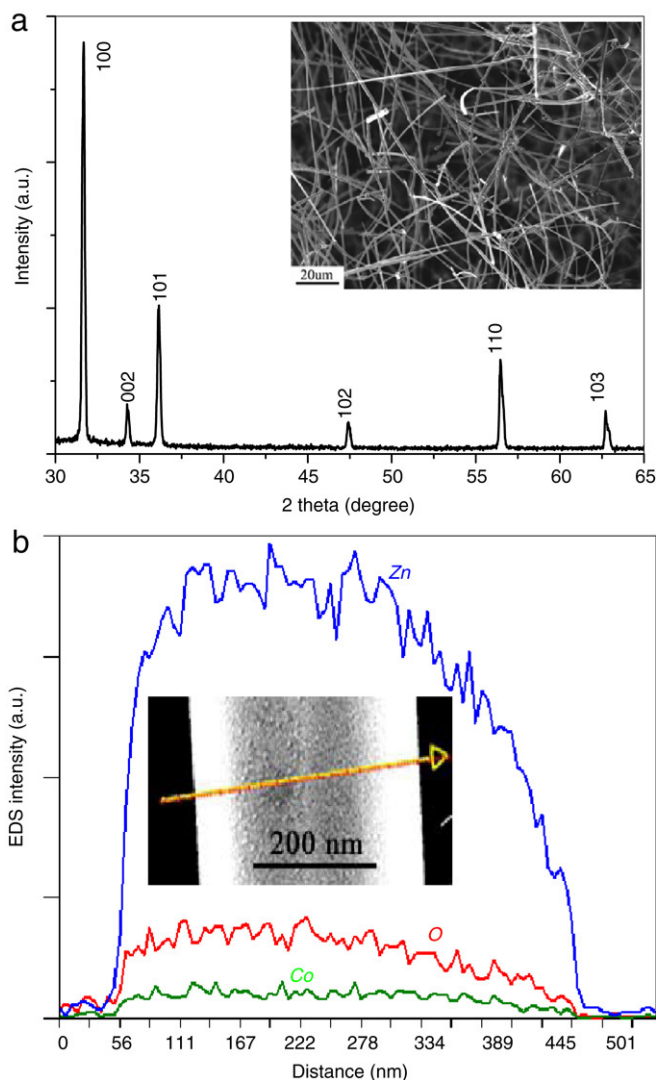 a
100
002
101
102
110
103
20um
Intensity (a.u.)
30 35 40 45 50 55 60 65
2 theta (degree)
b
Zn
200 nm
O
Co
EDS intensity (a.u.)
0 56 111 167 222 278 334 389 445 501
Distance (nm)